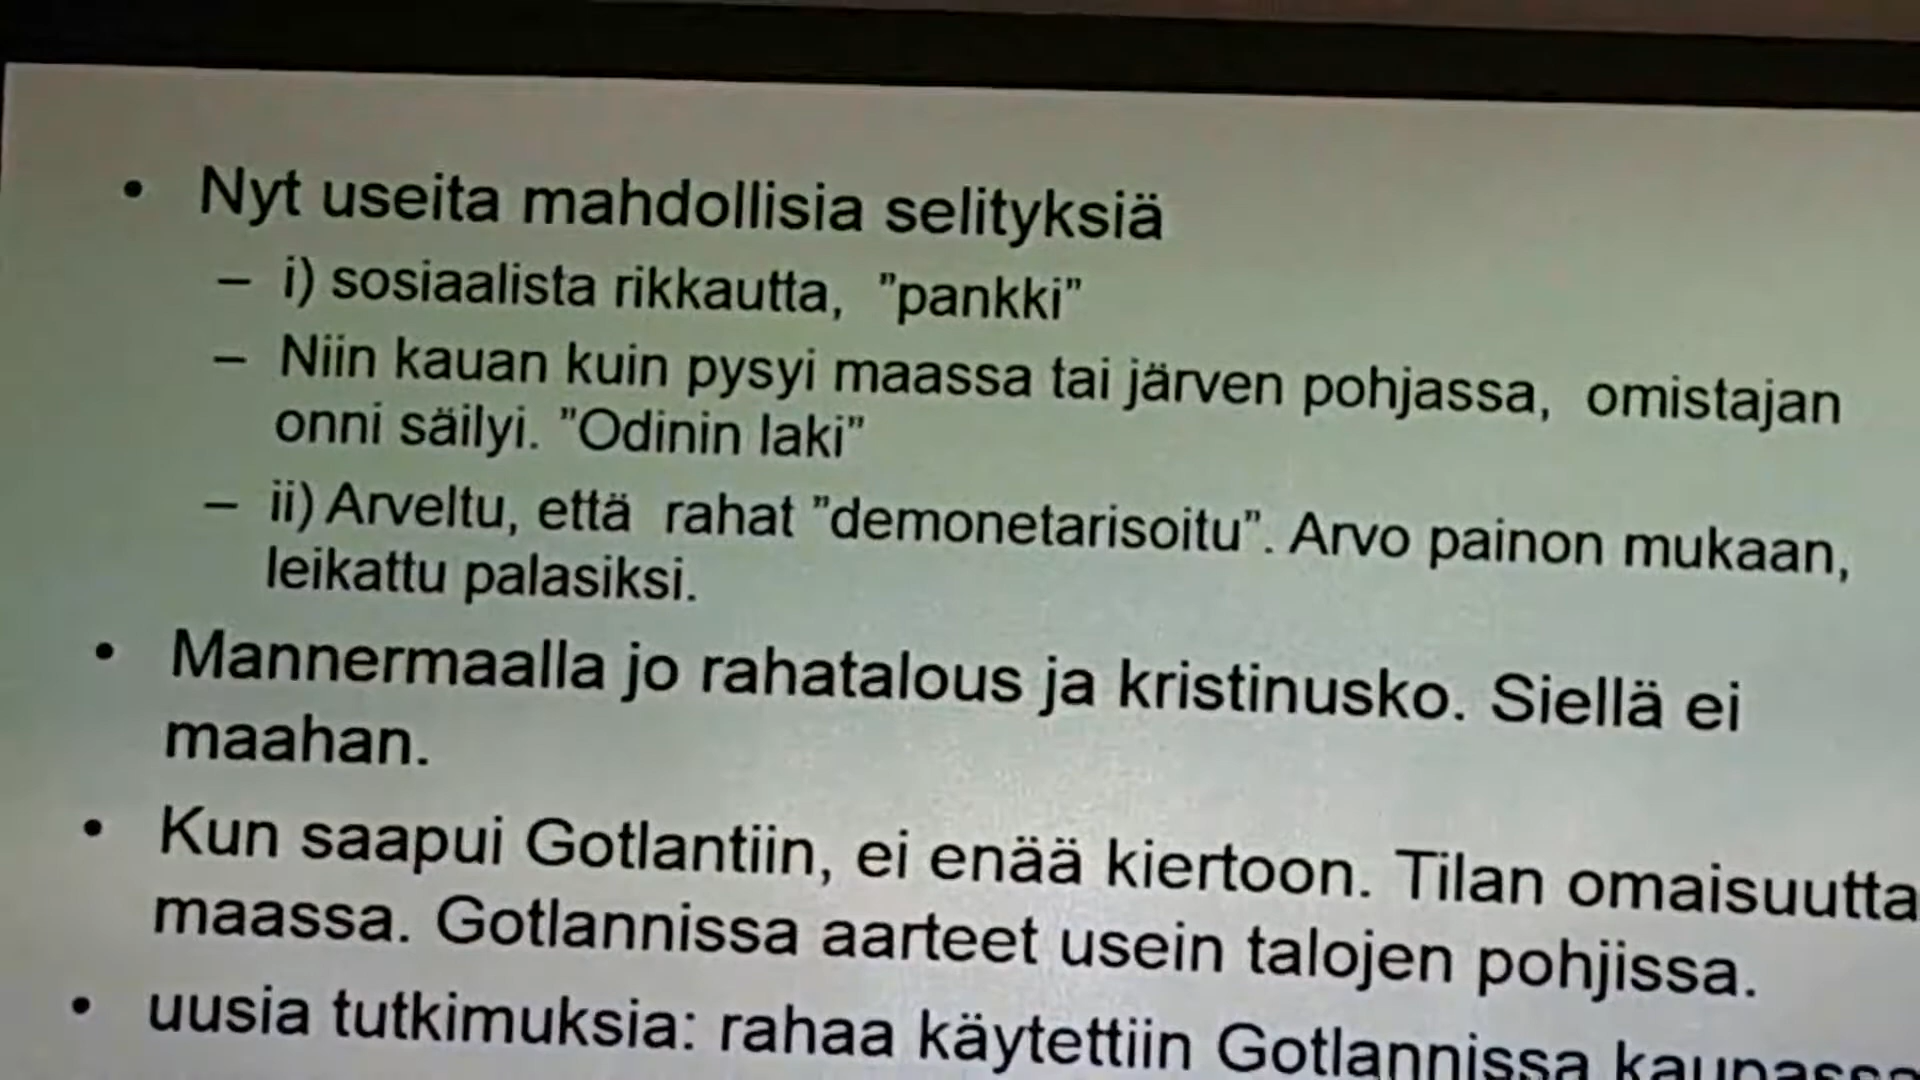 • Nyt useita mahdollisia selityksiä
– i) sosiaalista rikkautta, ”pankki”
– Niin kauan kuin pysyi maassa tai järven pohjassa, omistajan
onni säilyi. ”Odinin laki”
– ii) Arveltu, että rahat ”demonetarisoitu”. Arvo painon mukaan,
leikattu palasiksi.
• Mannermaalla jo rahatalous ja kristinusko. Siellä ei
maahan.
• Kun saapui Gotlantiin, ei enää kiertoon. Tilan omaisuutta
maassa. Gotlannissa aarteet usein talojen pohjissa.
• uusia tutkimuksia: rahaa käytettiin Gotlannissa